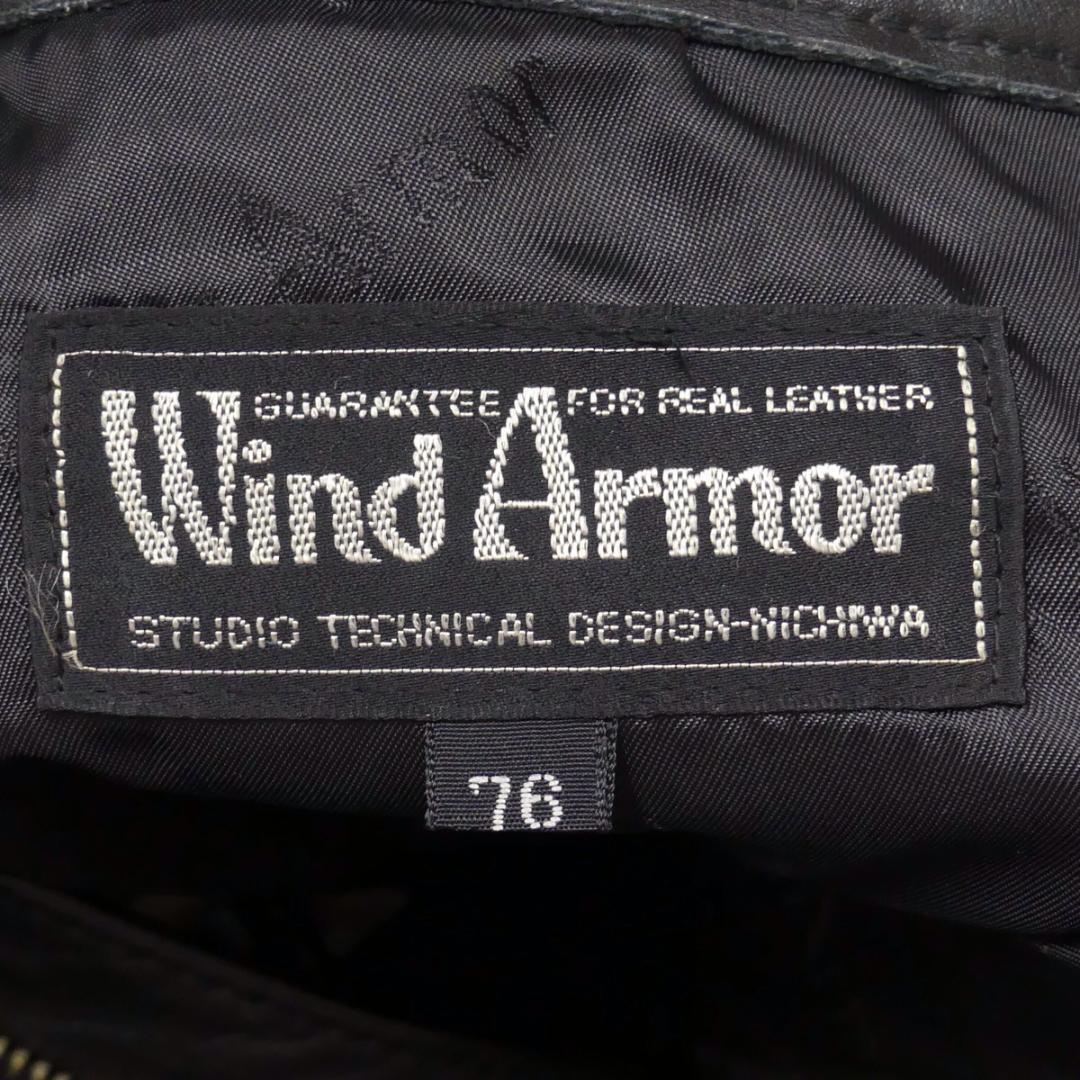 GUARANTEE FOR REAL LEATHER
Wind Armor
STUDIO TECHNICAL DESIGN-NICHIWA
76